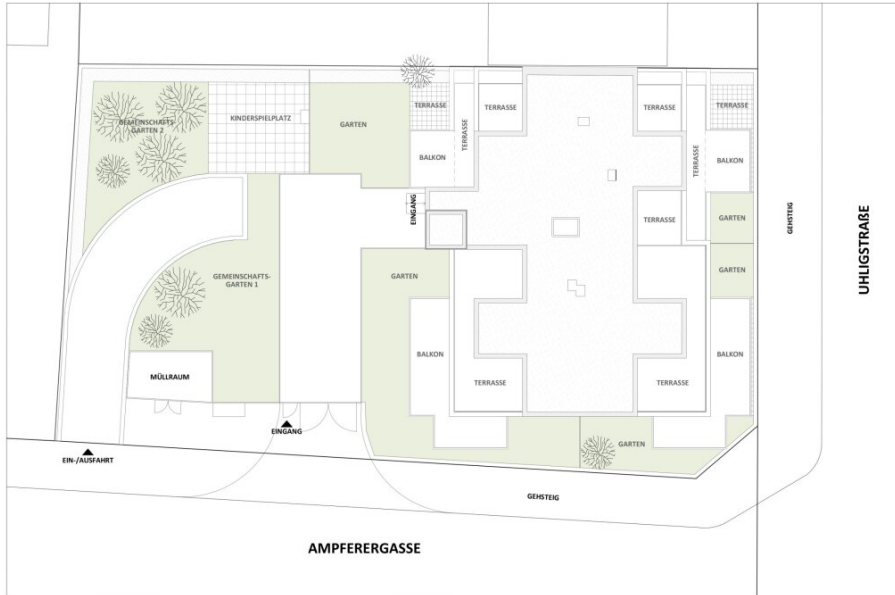 GEMEINSCHAFTS-
GARTEN 2
KINDERSPIELPLATZ
GARTEN
TERRASSE
TERRASSE
TERRASSE
TERRASSE
TERRASSE
TERRASSE
BALKON
BALKON
EINGANG
TERRASSE
GARTEN
GARTEN
GEHSTEIG
UHLIGSTRAßE
GEMEINSCHAFTS-
GARTEN 1
GARTEN
BALKON
BALKON
MÜLLRAUM
TERRASSE
TERRASSE
EINGANG
GARTEN
EIN-/AUSFAHRT
GEHSTEIG
AMPFERERGASSE